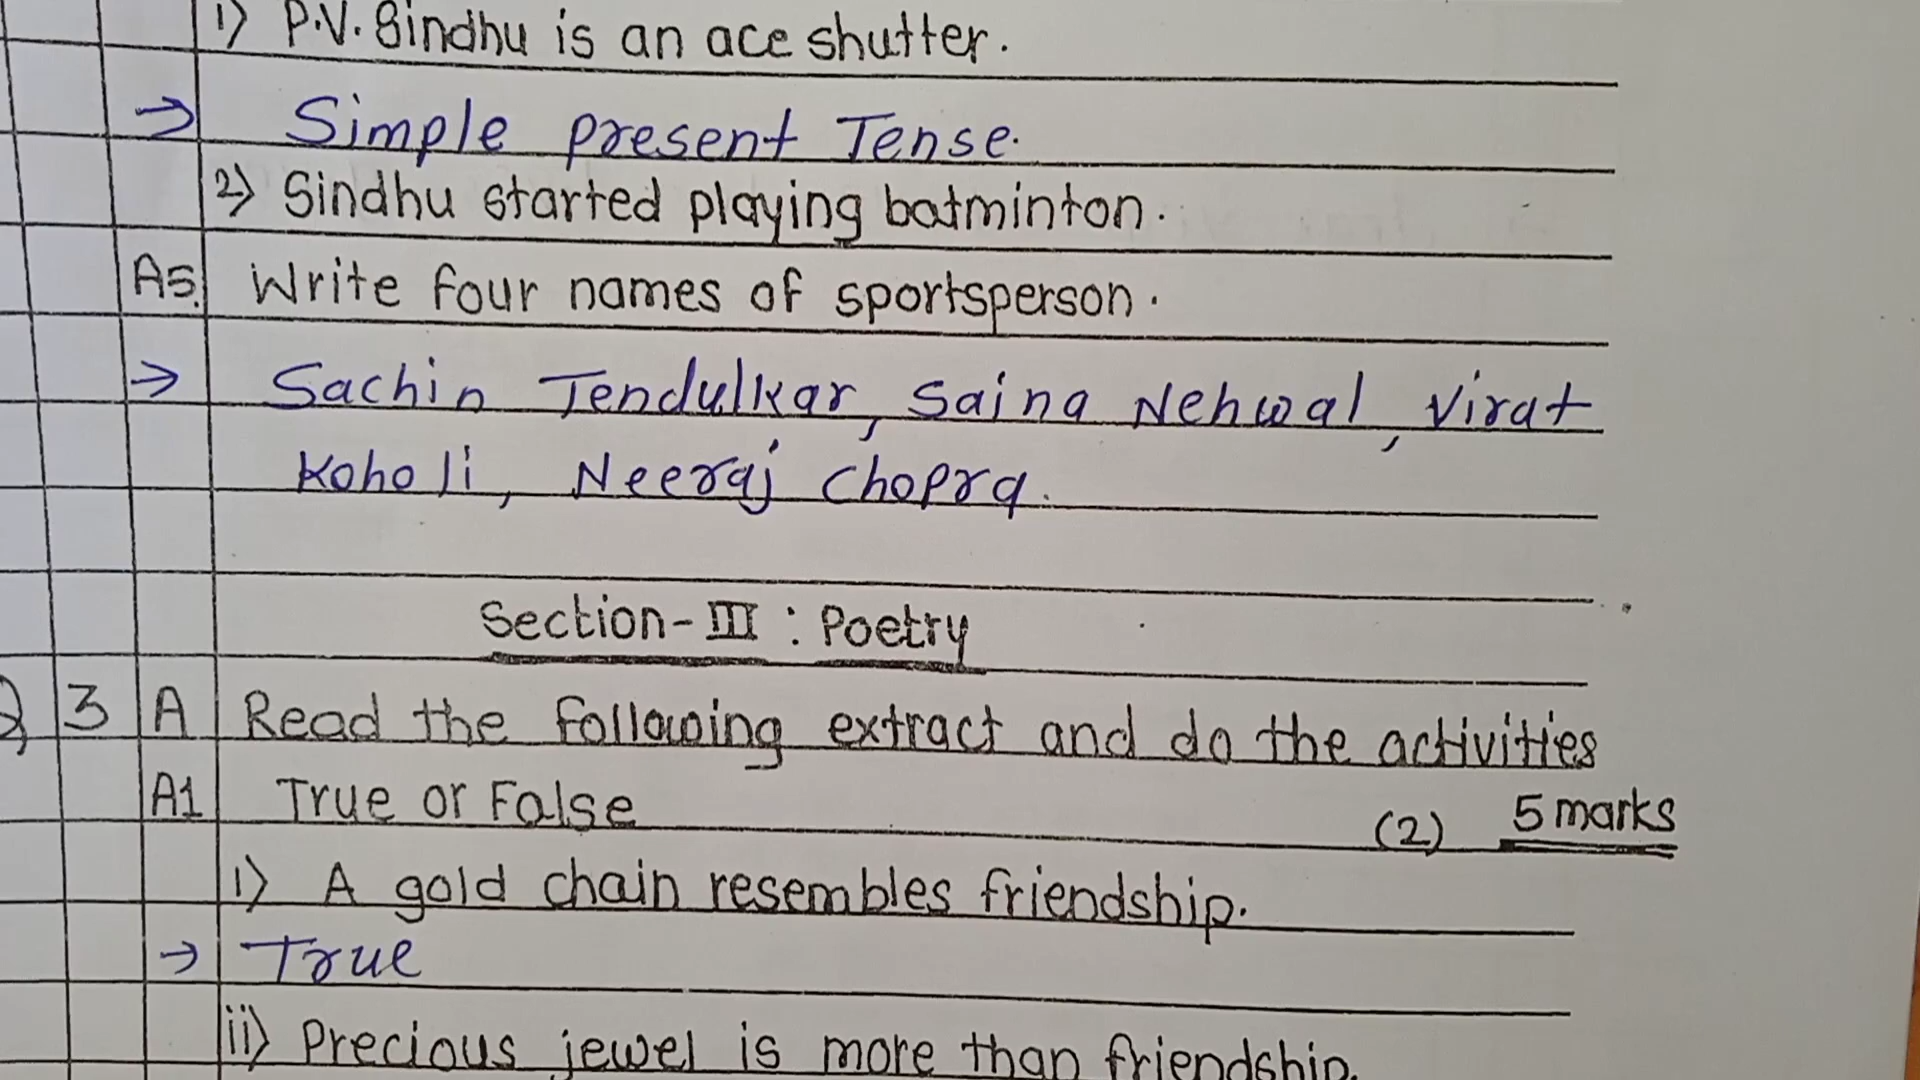 1) P.V. Sindhu is an ace shutter.
→ Simple present Tense.
2) Sindhu started playing batminton.
A5. Write four names of sportsperson.
→ Sachin Tendulkar, Saina Nehwal, Virat
Koholi, Neeraj Chopra.
Section-III : Poetry
Q 3 A Read the following extract and do the activities
A1 True or False (2) 5 marks
i) A gold chain resembles friendship.
→ True
ii) Precious jewel is more than friendship.